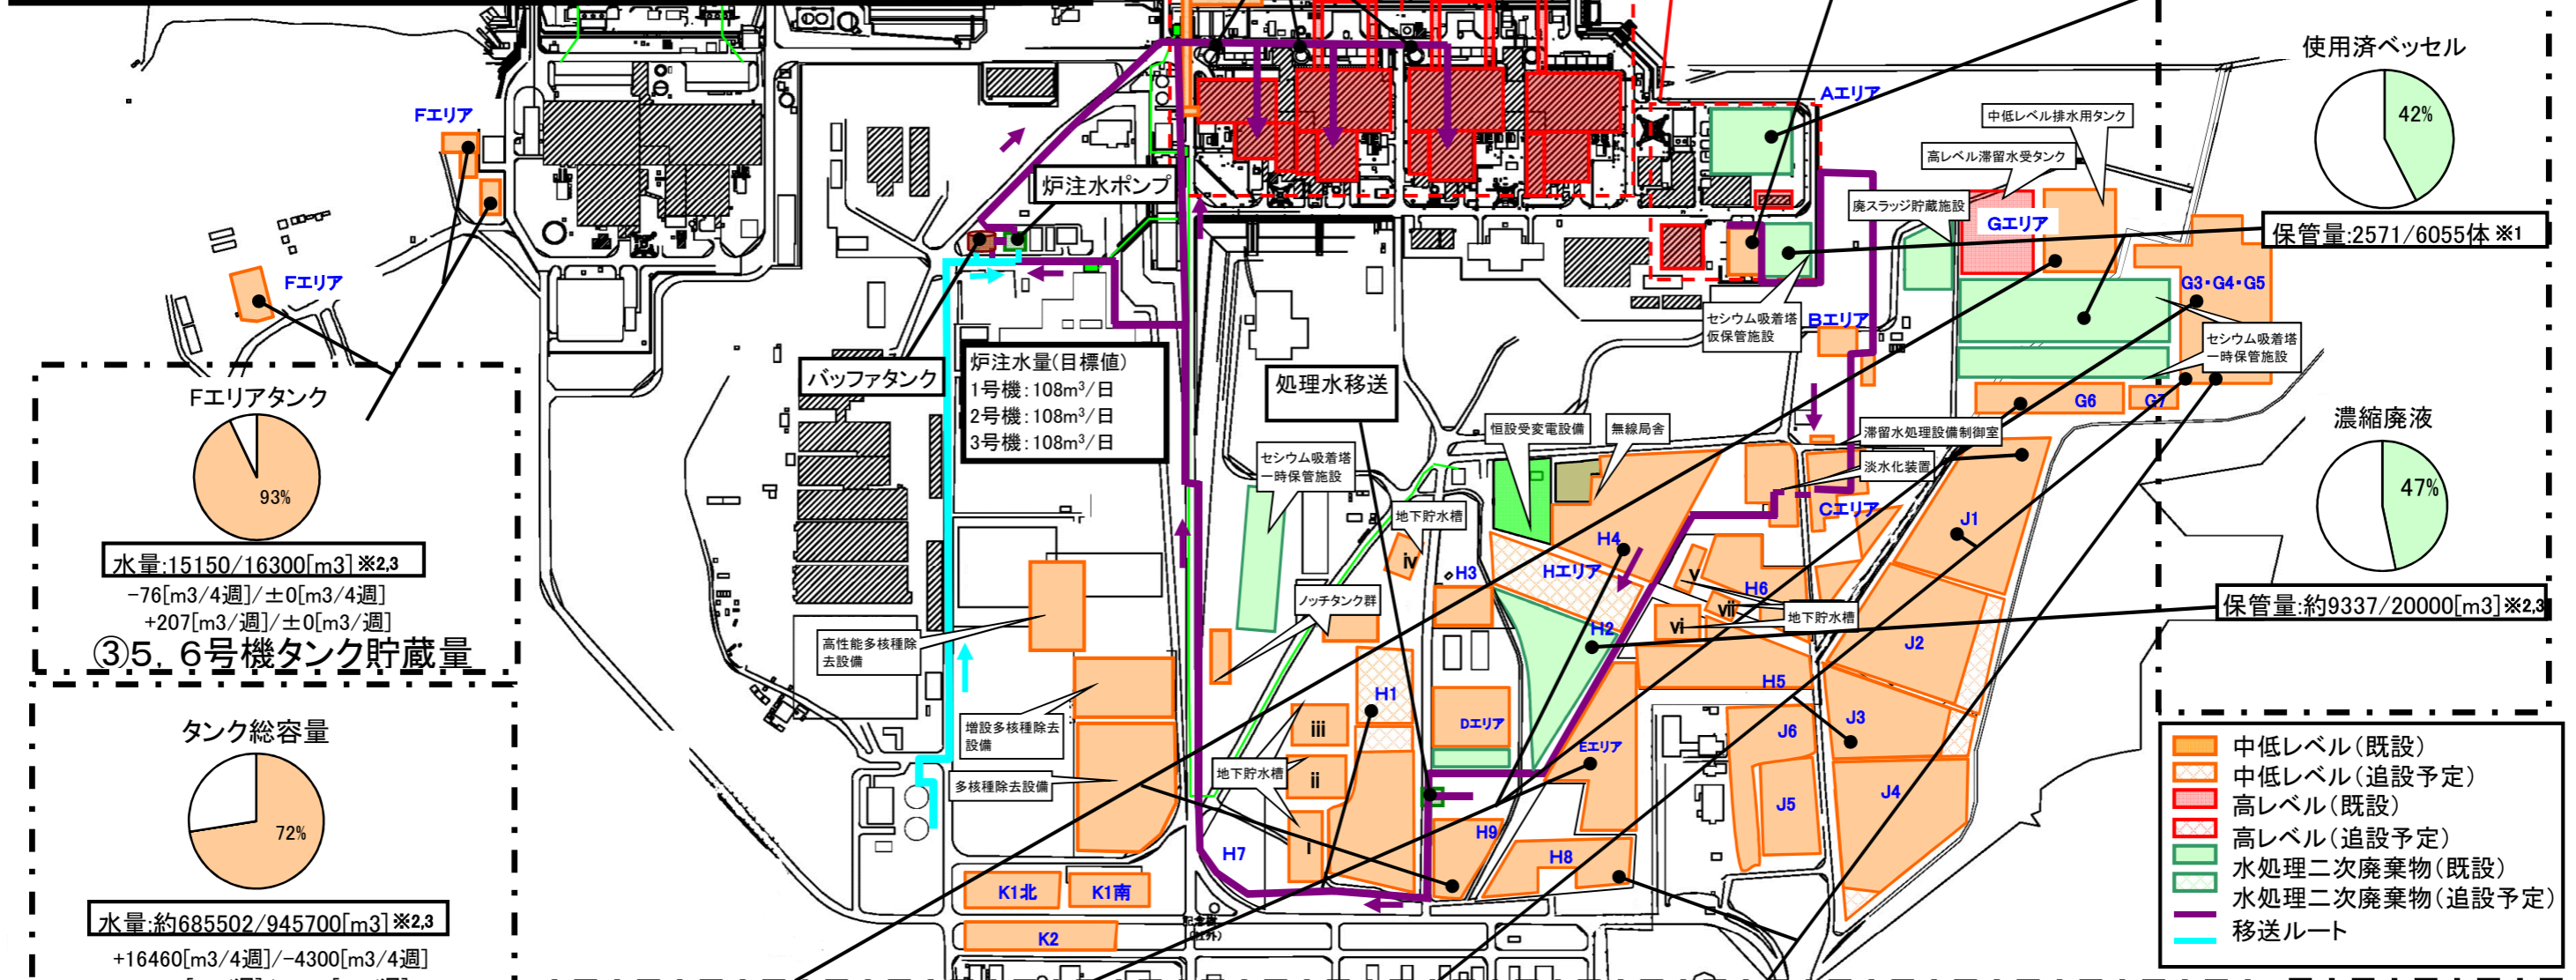 使用済ベッセル
42%
保管量:2571/6055体 ※1
濃縮廃液
47%
保管量:約9337/20000[m3]※2,3
Fエリア
Fエリア
Fエリアタンク
93%
水量:15150/16300[m3]※2,3
-76[m3/4週]/±0[m3/4週]
+207[m3/週]/±0[m3/週]
③5, 6号機タンク貯蔵量
タンク総容量
72%
水量:約685502/945700[m3]※2,3
+16460[m3/4週]/-4300[m3/4週]
炉注水ポンプ
バッファタンク
炉注水量(目標値)
1号機:108m³/日
2号機:108m³/日
3号機:108m³/日
処理水移送
Aエリア
中低レベル排水用タンク
高レベル滞留水受タンク
廃スラッジ貯蔵施設
Gエリア
G3・G4・G5
セシウム吸着塔
仮保管施設
Bエリア
セシウム吸着塔
一時保管施設
G6
G7
滞留水処理設備制御室
淡水化装置
Cエリア
恒設受変電設備
無線局舎
セシウム吸着塔
一時保管施設
地下貯水槽
iv
H3
H4
Hエリア
H2
v
H6
vii
vi
地下貯水槽
J1
J2
ノッチタンク群
高性能多核種除
去設備
増設多核種除去
設備
多核種除去設備
H1
iii
ii
i
地下貯水槽
Dエリア
Eエリア
H5
J3
J6
J5
J4
H9
H8
H7
K1北
K1南
K2
中低レベル(既設)
中低レベル(追設予定)
高レベル(既設)
高レベル(追設予定)
水処理二次廃棄物(既設)
水処理二次廃棄物(追設予定)
移送ルート